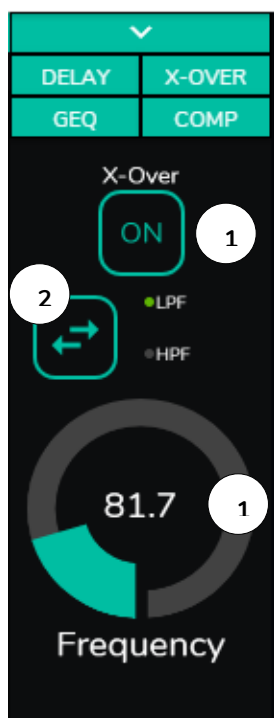 DELAY X-OVER
GEQ COMP
X-Over
ON 1
2
LPF
HPF
81.7 1
Frequency